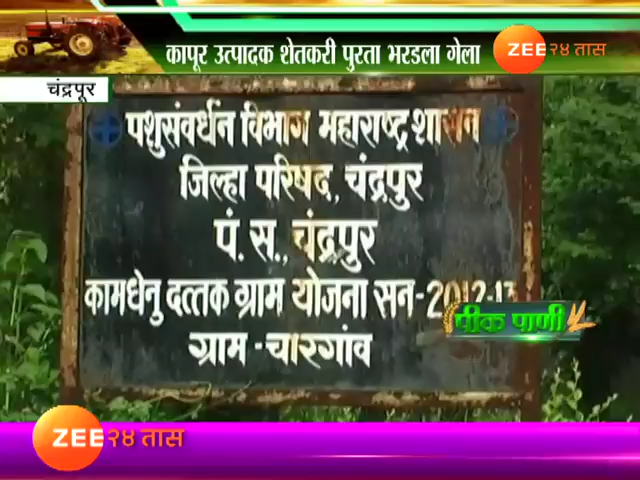 कापूर उत्पादक शेतकरी पुरता भरडला गेला
ZEE २४ तास
चंद्रपूर
पशुसंवर्धन विभाग महाराष्ट्र शासन
जिल्हा परिषद, चंद्रपुर
पं. स., चंद्रपुर
कामधेनु दत्तक ग्राम योजना सन-2012-13
पीक पाणी
ग्राम - चारगांव
ZEE २४ तास